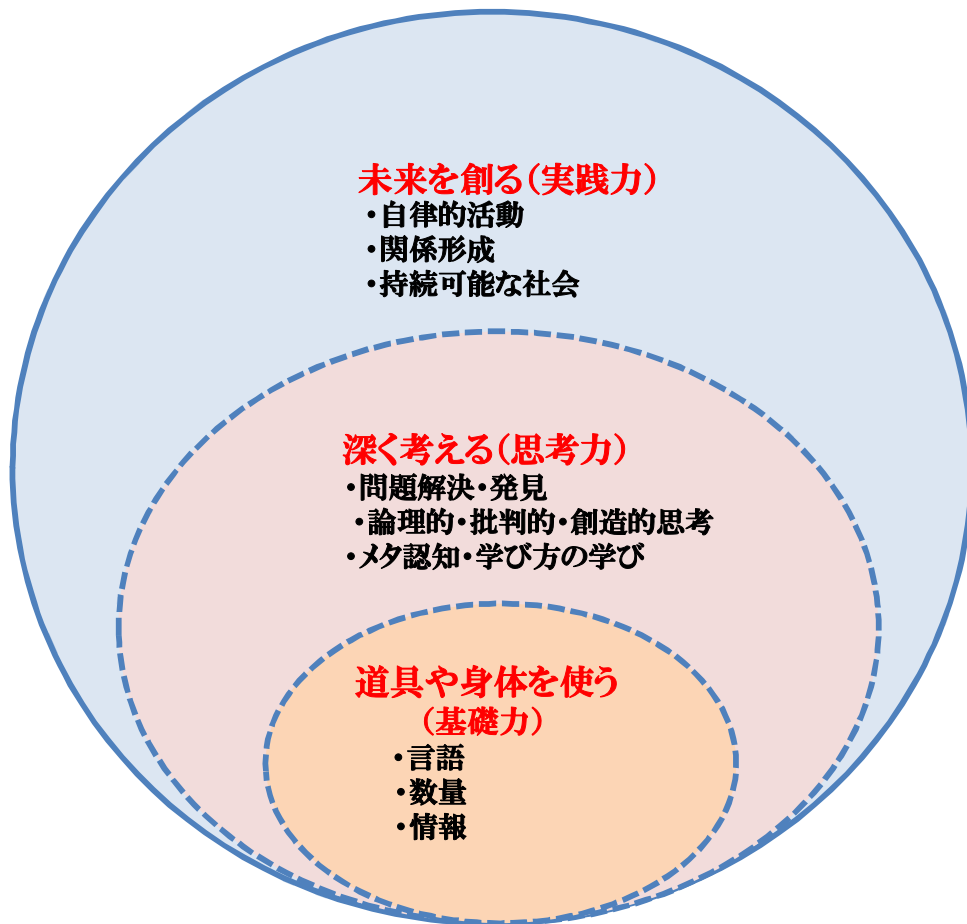 未来を創る(実践力)
・自律的活動
・関係形成
・持続可能な社会
深く考える(思考力)
・問題解決・発見
・論理的・批判的・創造的思考
・メタ認知・学び方の学び
道具や身体を使う
(基礎力)
・言語
・数量
・情報